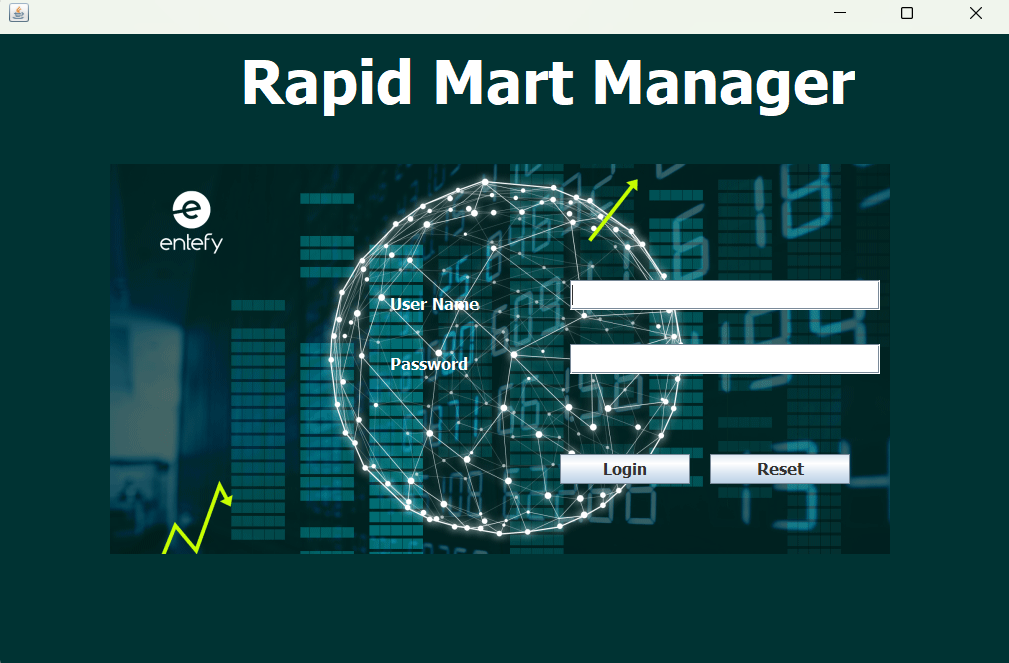 Rapid Mart Manager
entefy
User Name
Password
Login
Reset